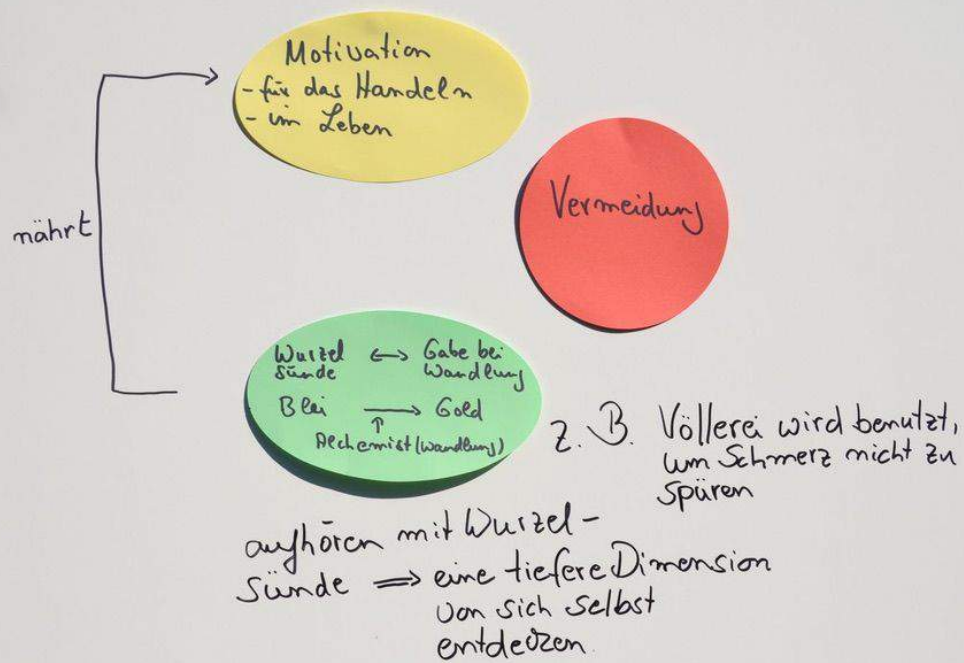 Motivation
- für das Handeln
- im Leben
nährt
Vermeidung
Wurzel ↔ Gabe bei
Sünde Wandlung
Blei → Gold
↑
Alchemist (Wandlung)
z. B. Völlerei wird benutzt,
um Schmerz nicht zu
spüren
aufhören mit Wurzel-
sünde ⇒ eine tiefere Dimension
von sich selbst
entdecken.